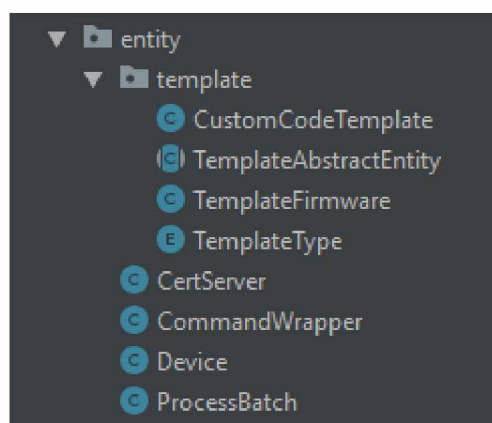 entity
template
C CustomCodeTemplate
C TemplateAbstractEntity
C TemplateFirmware
E TemplateType
C CertServer
C CommandWrapper
C Device
C ProcessBatch